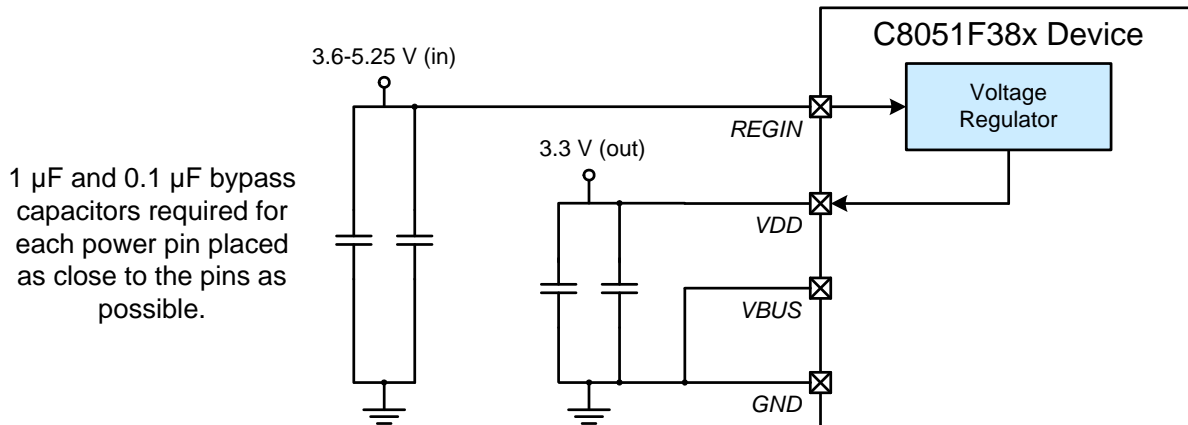 C8051F38x Device
3.6-5.25 V (in)
Voltage
Regulator
REGIN
3.3 V (out)
1 µF and 0.1 µF bypass
capacitors required for
each power pin placed
as close to the pins as
possible.
VDD
VBUS
GND